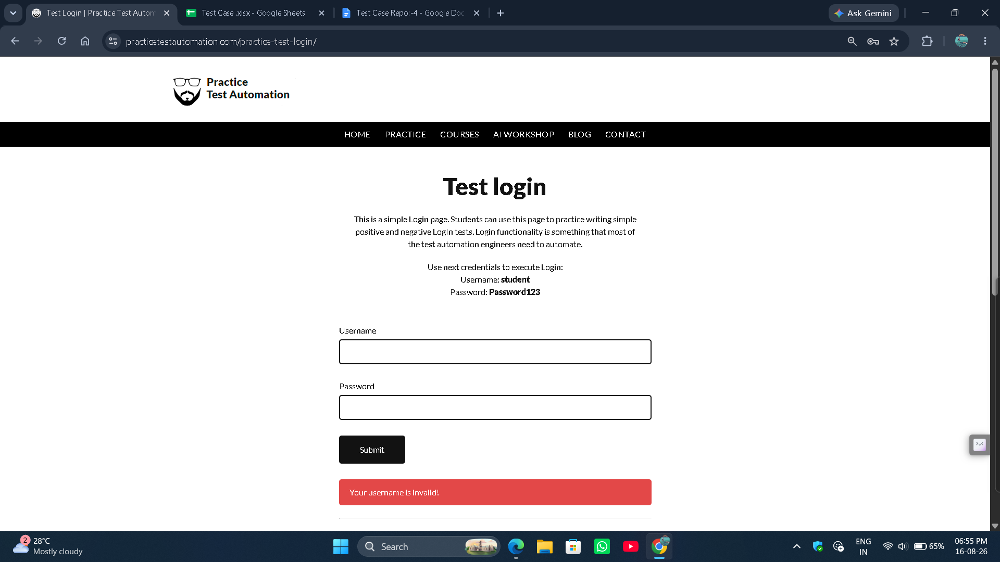 Test Login | Practice Test Autom
Test Case .xlsx - Google Sheets
Test Case Repo:-4 - Google Doc
Ask Gemini
practicetestautomation.com/practice-test-login/
Practice
Test Automation
HOME PRACTICE COURSES AI WORKSHOP BLOG CONTACT
Test login
This is a simple Login page. Students can use this page to practice writing simple
positive and negative LogIn tests. Login functionality is something that most of
the test automation engineers need to automate.
Use next credentials to execute Login:
Username: student
Password: Password123
Username
Password
Submit
Your username is invalid!
2
28°C
Mostly cloudy
Search
ENG
IN
65%
06:55 PM
16-08-26